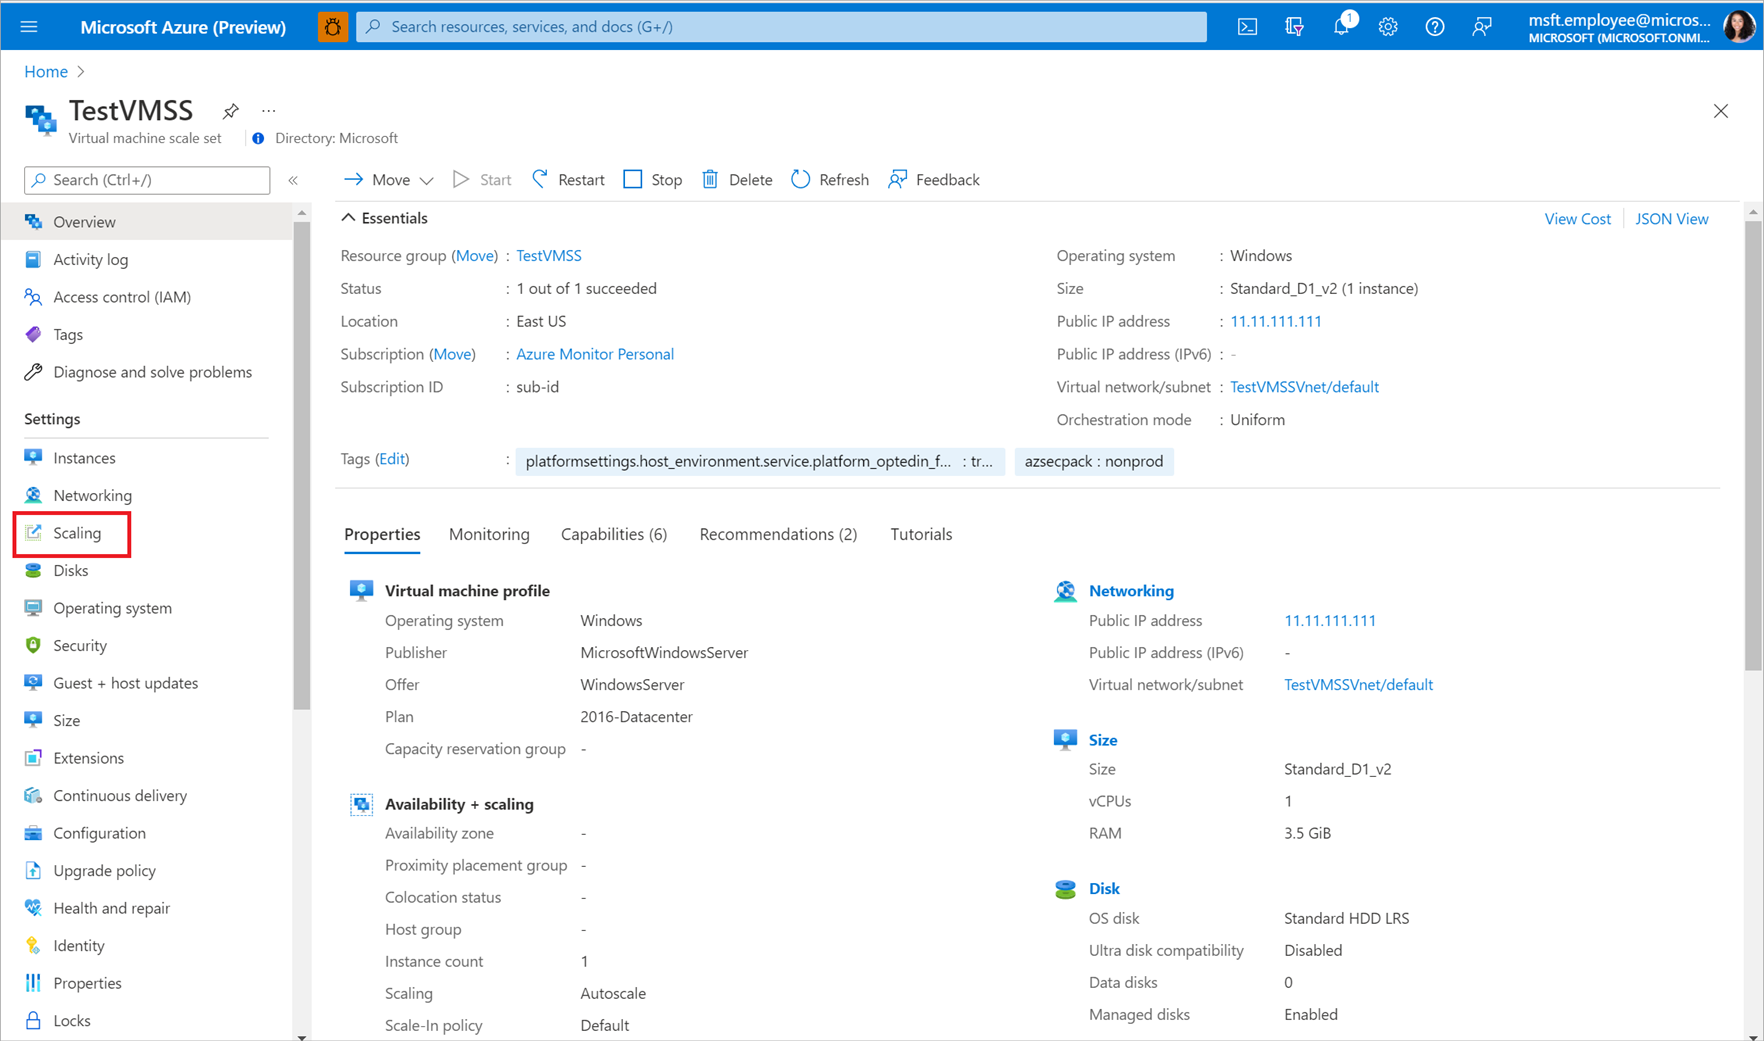 Microsoft Azure (Preview)
Search resources, services, and docs (G+/)
1
msft.employee@micros...
MICROSOFT (MICROSOFT.ONMI...
Home
TestVMSS
...
Virtual machine scale set
Directory: Microsoft
Search (Ctrl+/)
«
Move
Start
Restart
Stop
Delete
Refresh
Feedback
Overview
Activity log
Access control (IAM)
Tags
Diagnose and solve problems
Settings
Instances
Networking
Scaling
Disks
Operating system
Security
Guest + host updates
Size
Extensions
Continuous delivery
Configuration
Upgrade policy
Health and repair
Identity
Properties
Locks
Essentials
View Cost
JSON View
Resource group (Move) : TestVMSS
Status : 1 out of 1 succeeded
Location : East US
Subscription (Move) : Azure Monitor Personal
Subscription ID : sub-id
Operating system : Windows
Size : Standard_D1_v2 (1 instance)
Public IP address : 11.11.111.111
Public IP address (IPv6) : -
Virtual network/subnet : TestVMSSVnet/default
Orchestration mode : Uniform
Tags (Edit) : platformsettings.host_environment.service.platform_optedin_f... : tr... azsecpack : nonprod
Properties Monitoring Capabilities (6) Recommendations (2) Tutorials
Virtual machine profile
Operating system Windows
Publisher MicrosoftWindowsServer
Offer WindowsServer
Plan 2016-Datacenter
Capacity reservation group -
Availability + scaling
Availability zone -
Proximity placement group -
Colocation status -
Host group -
Instance count 1
Scaling Autoscale
Scale-In policy Default
Networking
Public IP address 11.11.111.111
Public IP address (IPv6) -
Virtual network/subnet TestVMSSVnet/default
Size
Size Standard_D1_v2
vCPUs 1
RAM 3.5 GiB
Disk
OS disk Standard HDD LRS
Ultra disk compatibility Disabled
Data disks 0
Managed disks Enabled